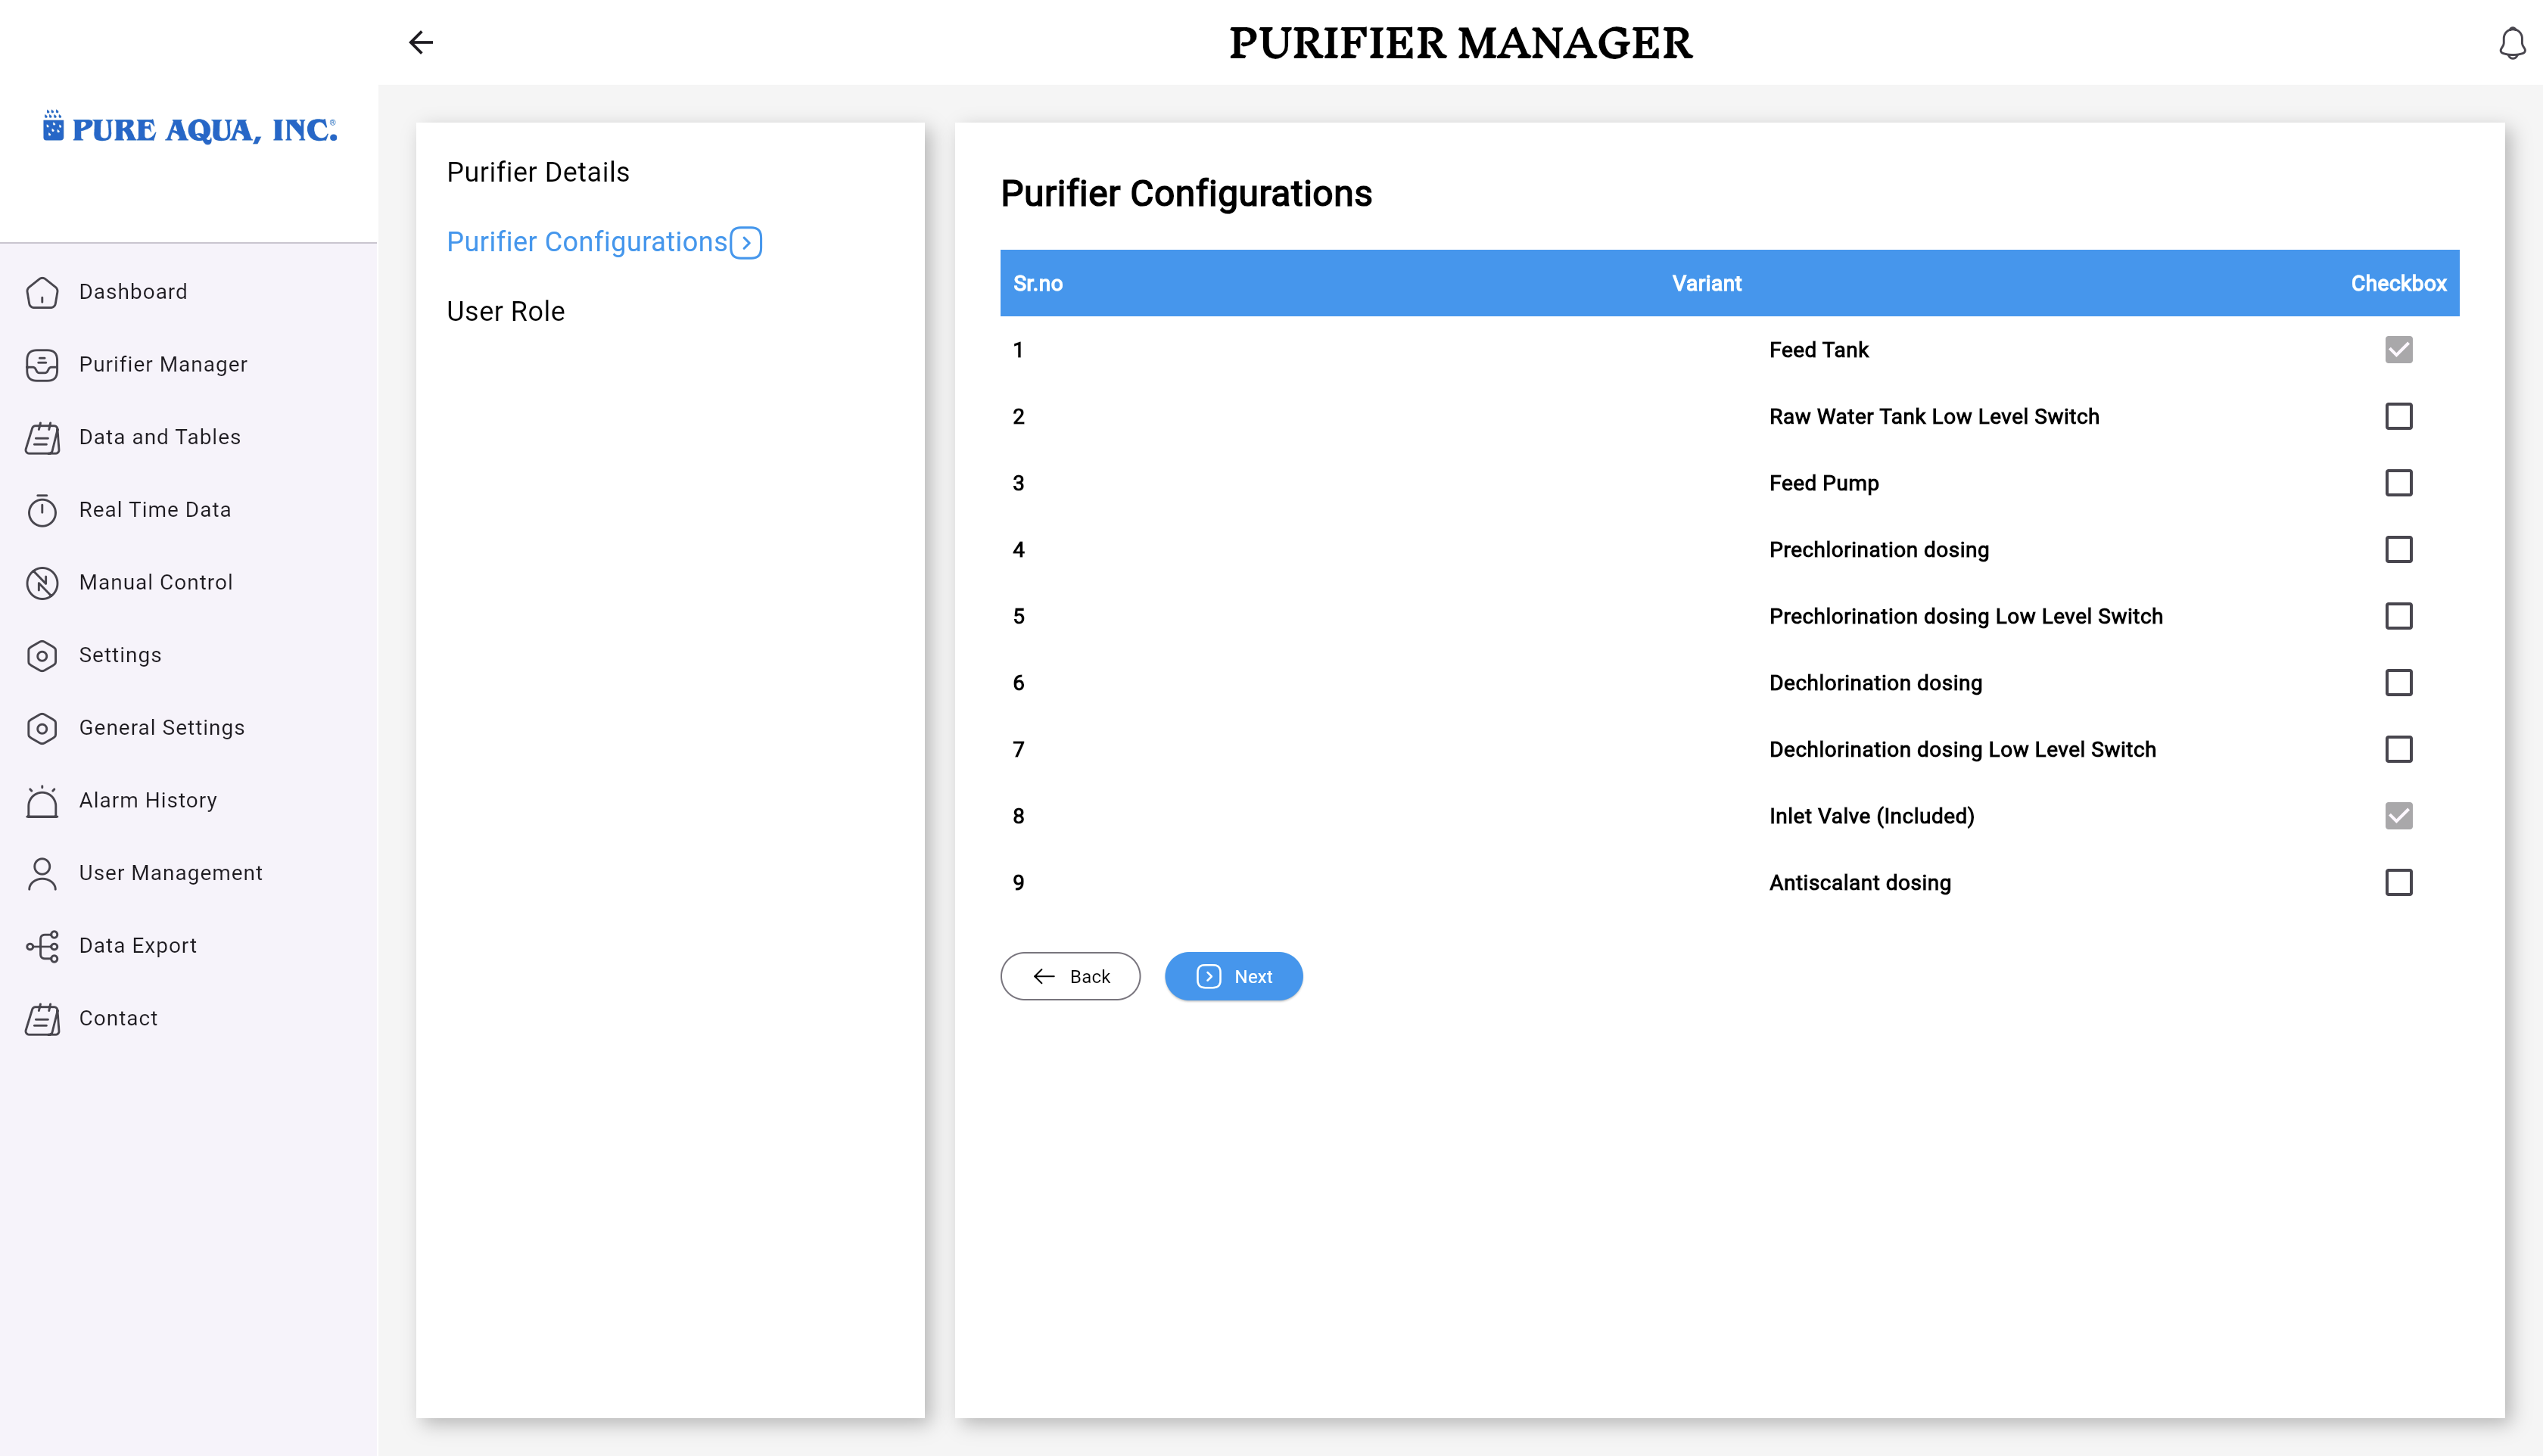 PURIFIER MANAGER
PURE AQUA, INC.®
Dashboard
Purifier Manager
Data and Tables
Real Time Data
Manual Control
Settings
General Settings
Alarm History
User Management
Data Export
Contact
Purifier Details
Purifier Configurations
User Role
Purifier Configurations
Sr.no Variant Checkbox
1 Feed Tank
2 Raw Water Tank Low Level Switch
3 Feed Pump
4 Prechlorination dosing
5 Prechlorination dosing Low Level Switch
6 Dechlorination dosing
7 Dechlorination dosing Low Level Switch
8 Inlet Valve (Included)
9 Antiscalant dosing
Back Next